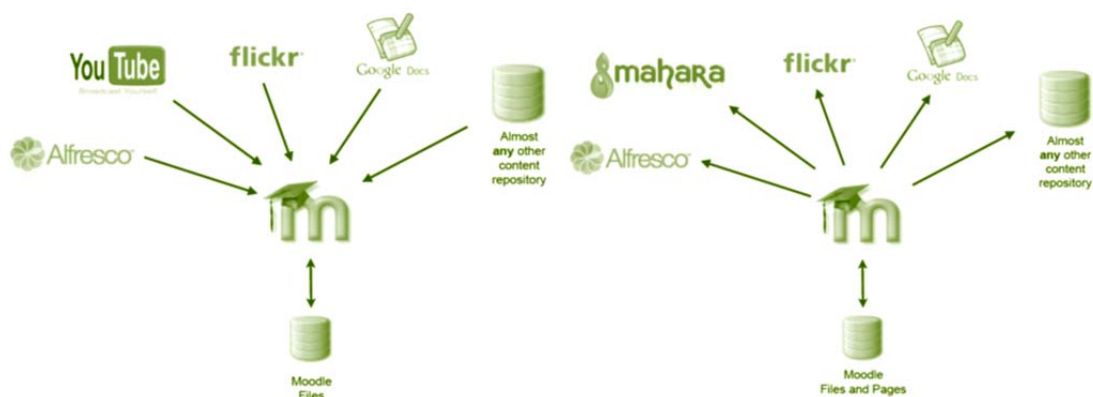 YouTube
Broadcast Yourself
flickr
Google Docs
Alfresco
Almost
any other
content
repository
m
Moodle
Files
mahara
flickr
Google Docs
Alfresco
Almost
any other
content
repository
m
Moodle
Files and Pages